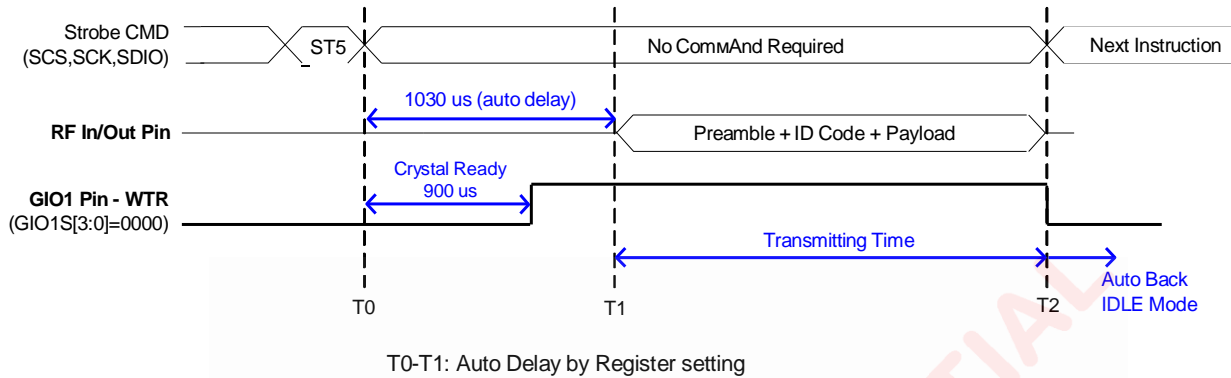 Strobe CMD
(SCS,SCK,SDIO)
ST5
No ComMAnd Required
Next Instruction
1030 us (auto delay)
RF In/Out Pin
Preamble + ID Code + Payload
Crystal Ready
900 us
GIO1 Pin - WTR
(GIO1S[3:0]=0000)
Transmitting Time
Auto Back
IDLE Mode
T0
T1
T2
T0-T1: Auto Delay by Register setting